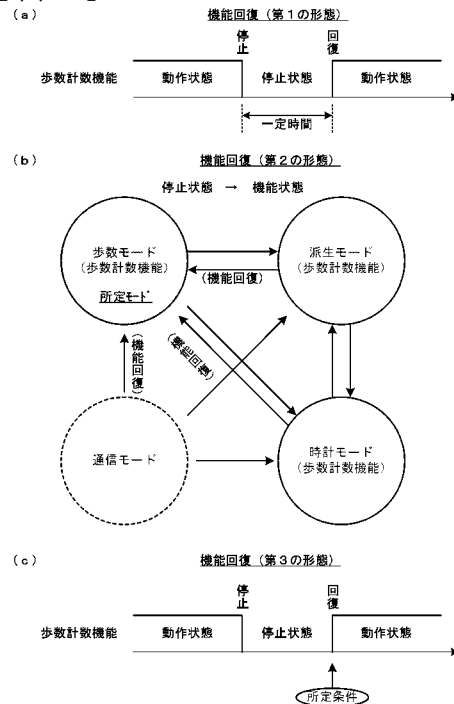 (a)
機能回復（第１の形態）
停止
回復
歩数計数機能
動作状態
停止状態
動作状態
一定時間
(b)
機能回復（第２の形態）
停止状態 → 機能状態
歩数モード
(歩数計数機能)
所定モード
派生モード
(歩数計数機能)
(機能回復)
(機能回復)
(機能回復)
通信モード
時計モード
(歩数計数機能)
(c)
機能回復（第３の形態）
停止
回復
歩数計数機能
動作状態
停止状態
動作状態
所定条件